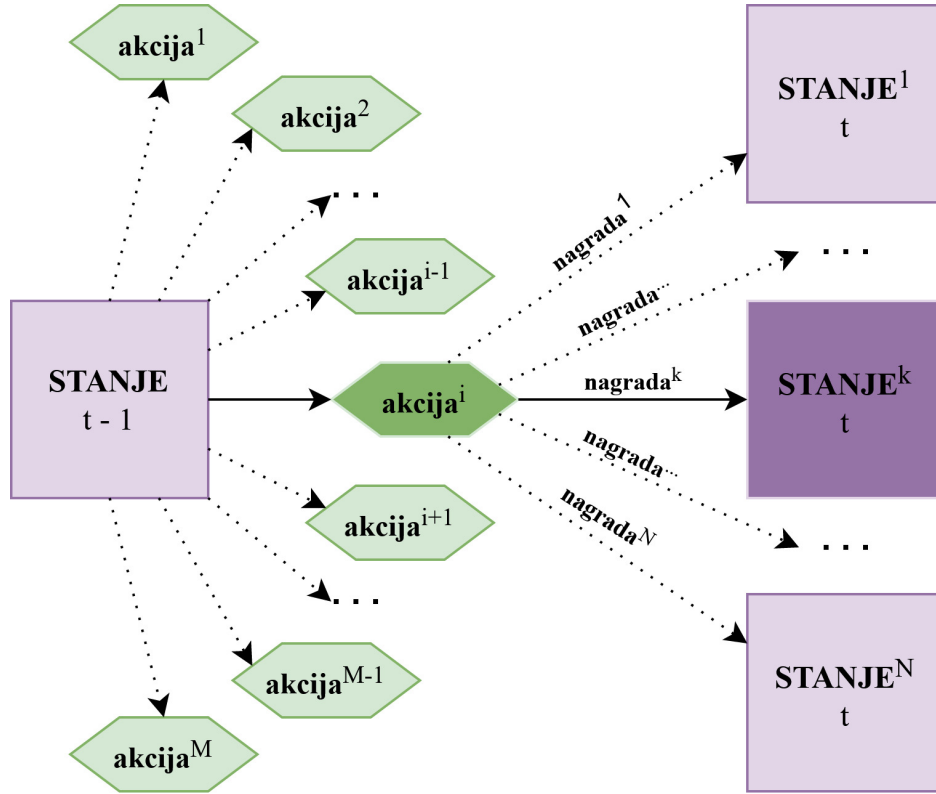 akcija¹
akcija²
. . .
akcijaⁱ⁻¹
STANJE
t - 1
akcijaⁱ
akcijaⁱ⁺¹
. . .
akcijaᴹ⁻¹
akcijaᴹ
nagrada¹
nagrada...
nagradaᵏ
nagrada...
nagradaᴺ
STANJE¹
t
. . .
STANJEᵏ
t
. . .
STANJEᴺ
t